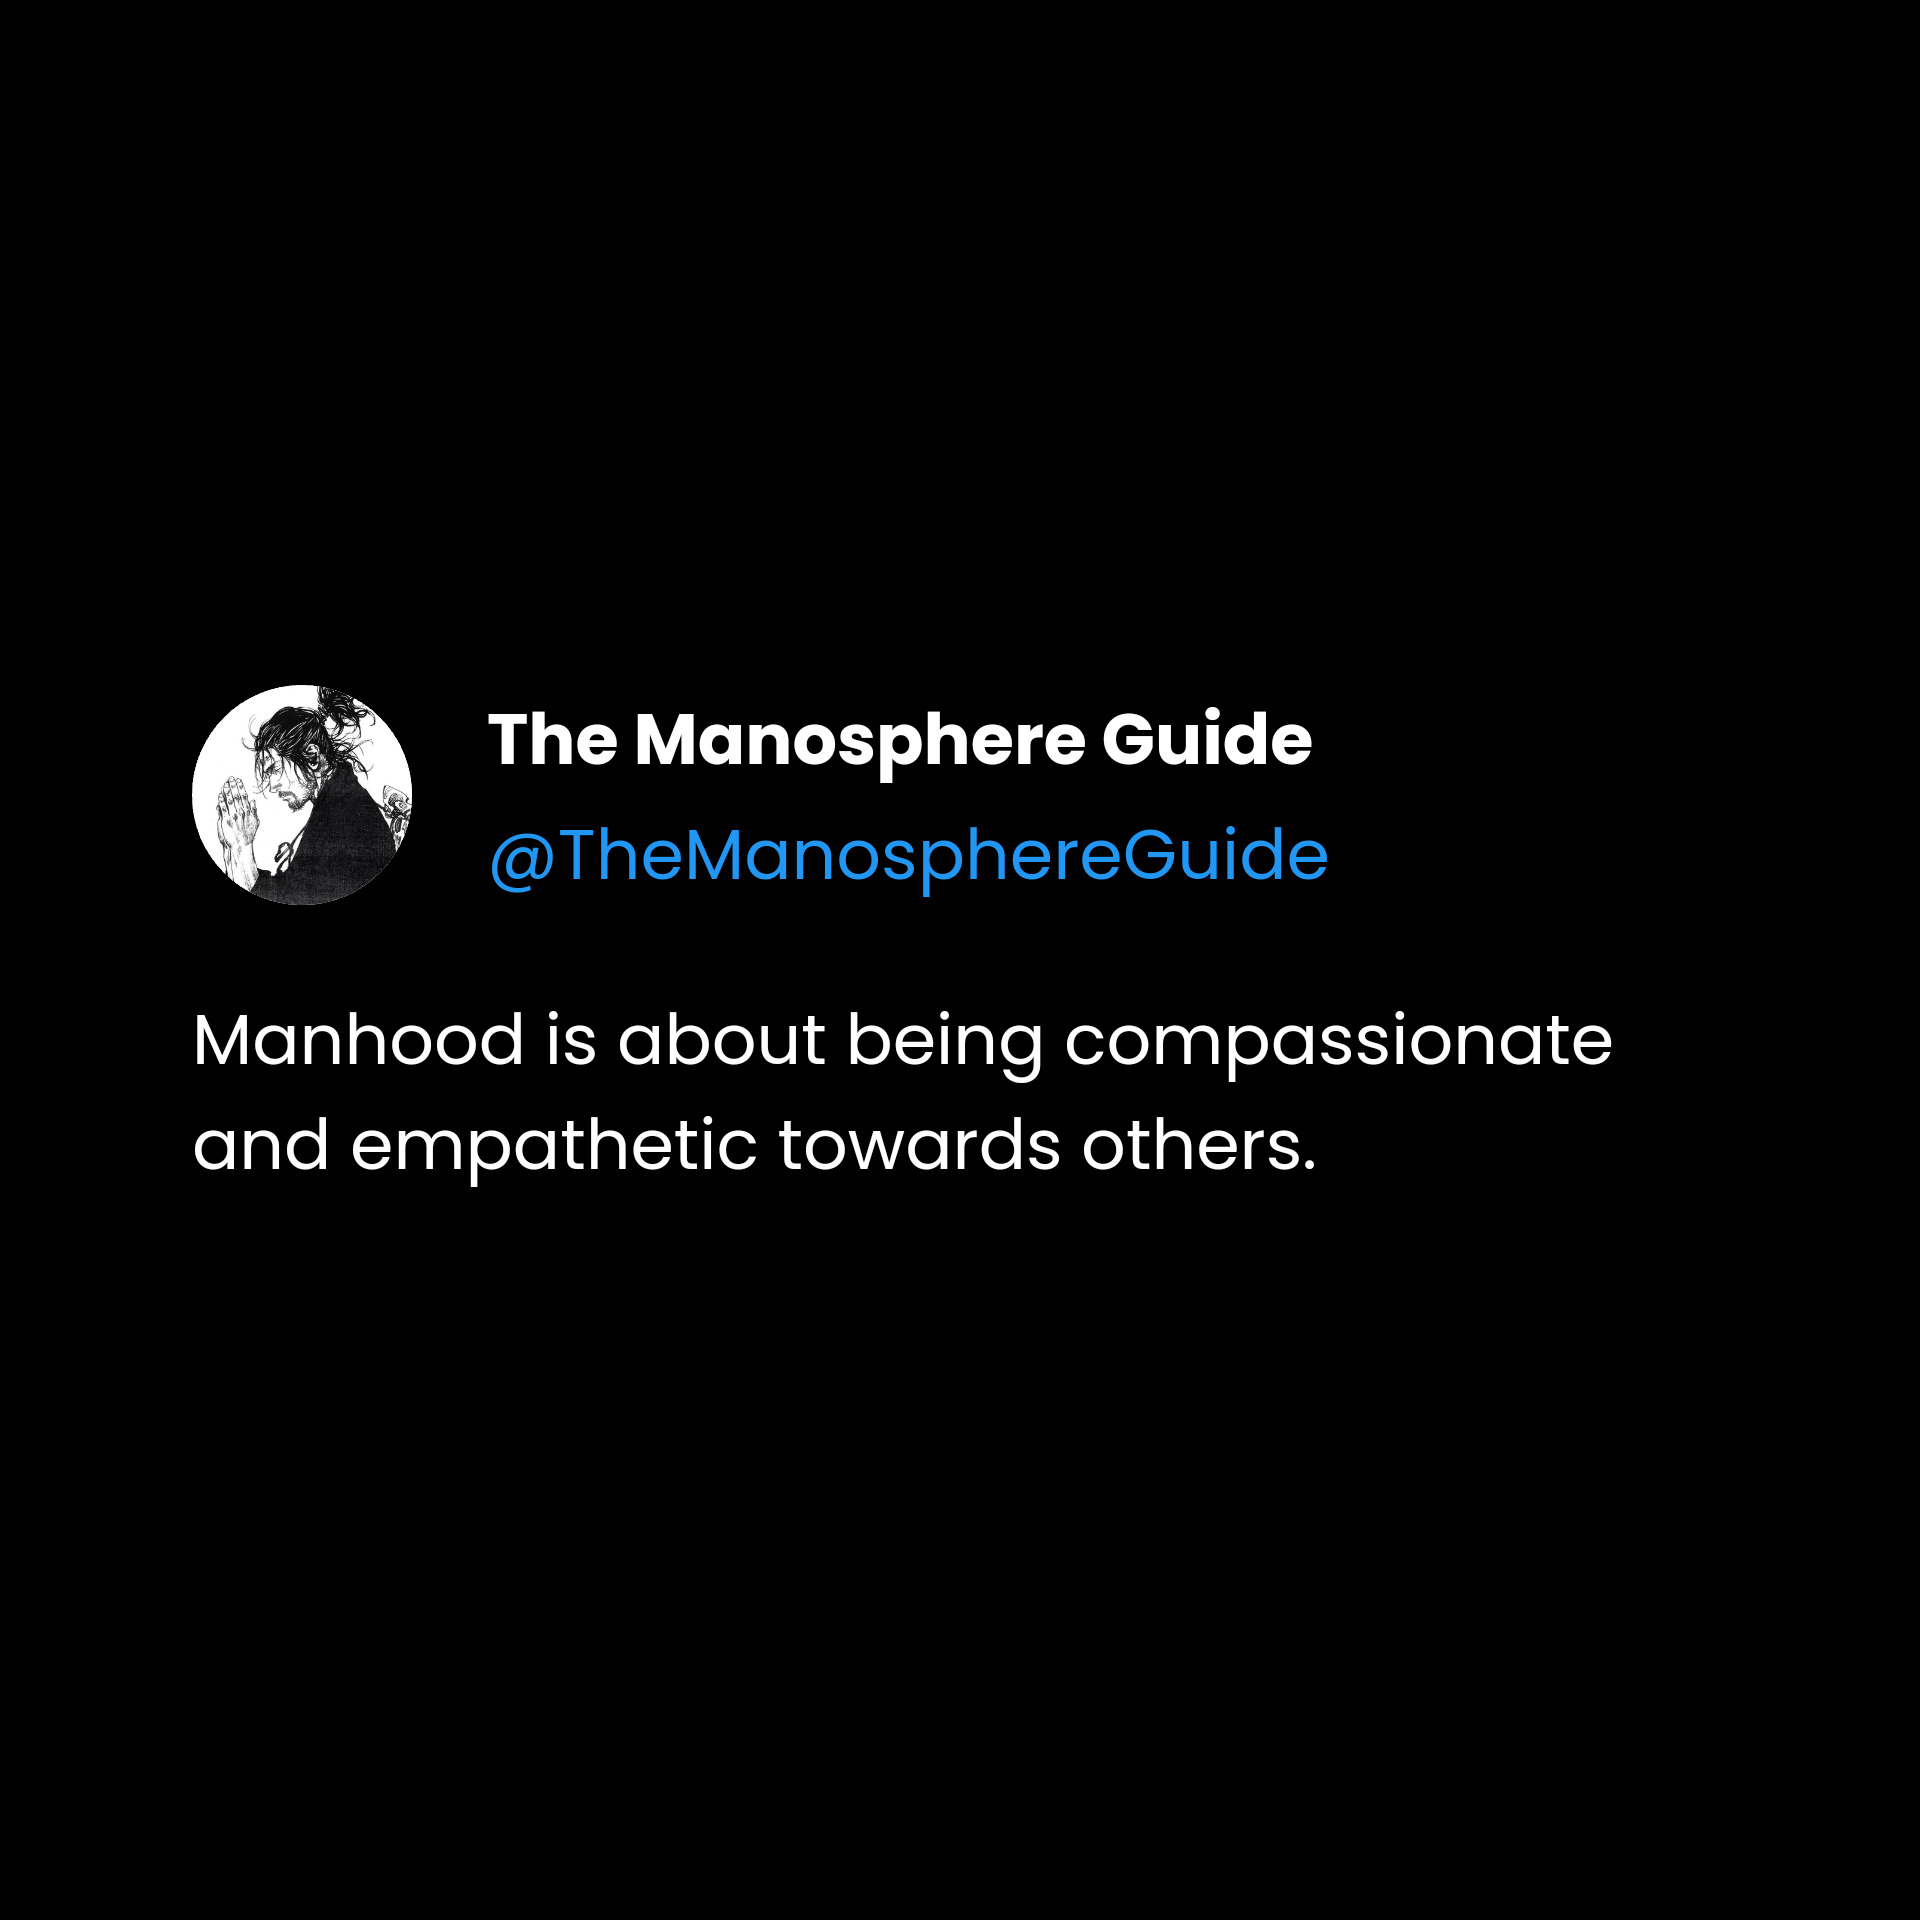 The Manosphere Guide
@TheManosphereGuide
Manhood is about being compassionate
and empathetic towards others.